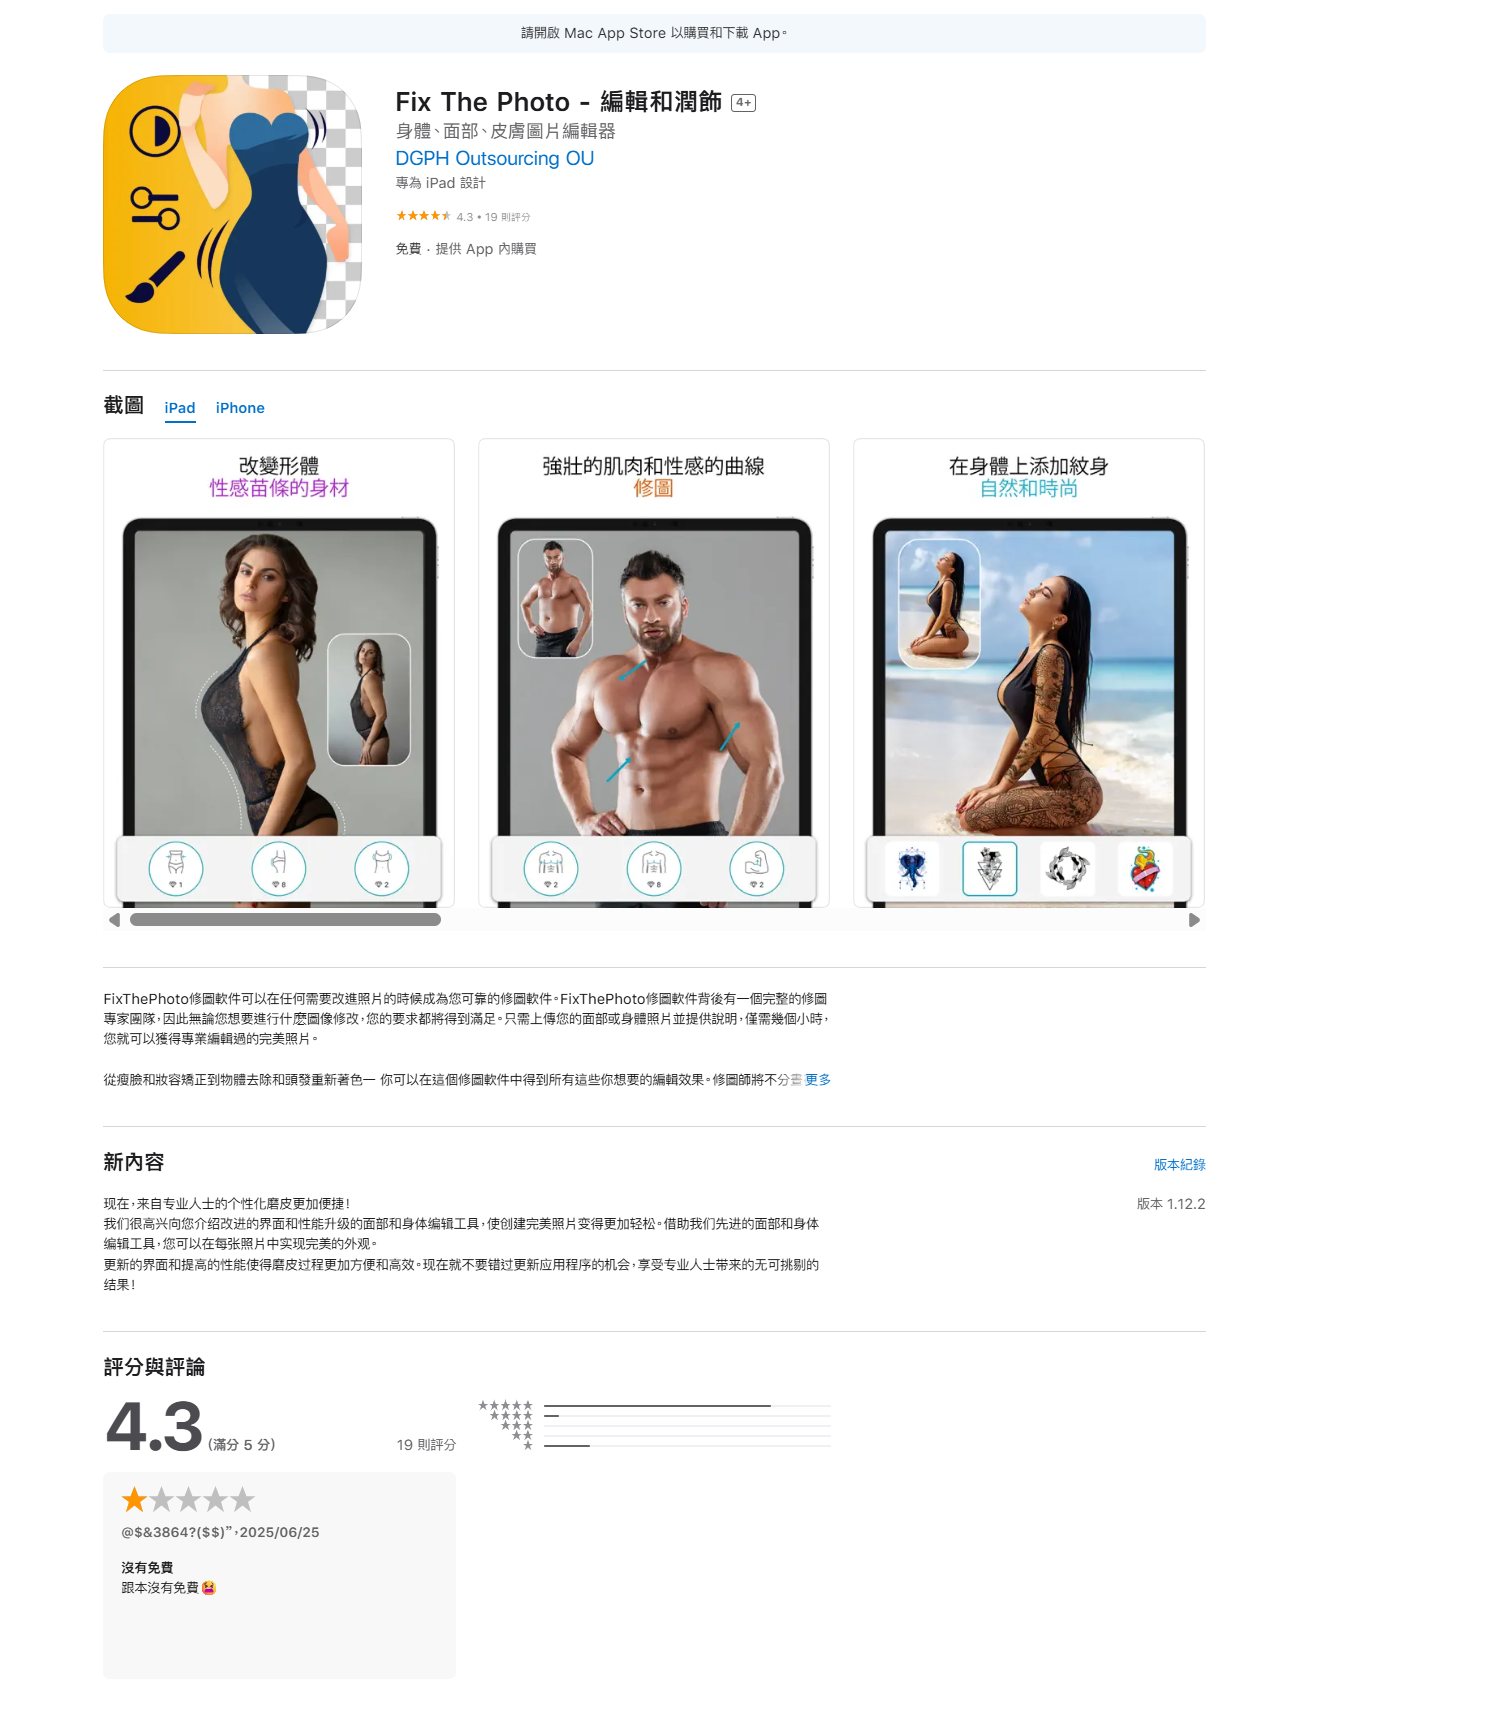 請開啟 Mac App Store 以購買和下載 App。
Fix The Photo - 編輯和潤飾 4+
身體、面部、皮膚圖片編輯器
DGPH Outsourcing OU
專為 iPad 設計
4.3 • 19 則評分
免費 · 提供 App 內購買
截圖 iPad iPhone
改變形體
性感苗條的身材
1 8 2
強壯的肌肉和性感的曲線
修圖
2 8 2
在身體上添加紋身
自然和時尚
FixThePhoto修圖軟件可以在任何需要改進照片的時候成為您可靠的修圖軟件。FixThePhoto修圖軟件背後有一個完整的修圖
專家團隊，因此無論您想要進行什麽圖像修改，您的要求都將得到滿足。只需上傳您的面部或身體照片並提供說明，僅需幾個小時，
您就可以獲得專業編輯過的完美照片。
從瘦臉和妝容矯正到物體去除和頭發重新著色— 你可以在這個修圖軟件中得到所有這些你想要的編輯效果。修圖師將不分晝 更多
新內容 版本紀錄
现在，来自专业人士的个性化磨皮更加便捷！ 版本 1.12.2
我们很高兴向您介绍改进的界面和性能升级的面部和身体编辑工具，使创建完美照片变得更加轻松。借助我们先进的面部和身体
编辑工具，您可以在每张照片中实现完美的外观。
更新的界面和提高的性能使得磨皮过程更加方便和高效。现在就不要错过更新应用程序的机会，享受专业人士带来的无可挑剔的
结果！
評分與評論
4.3 (滿分 5 分) 19 則評分
@$&3864?($$)”，2025/06/25
沒有免費
跟本沒有免費😫